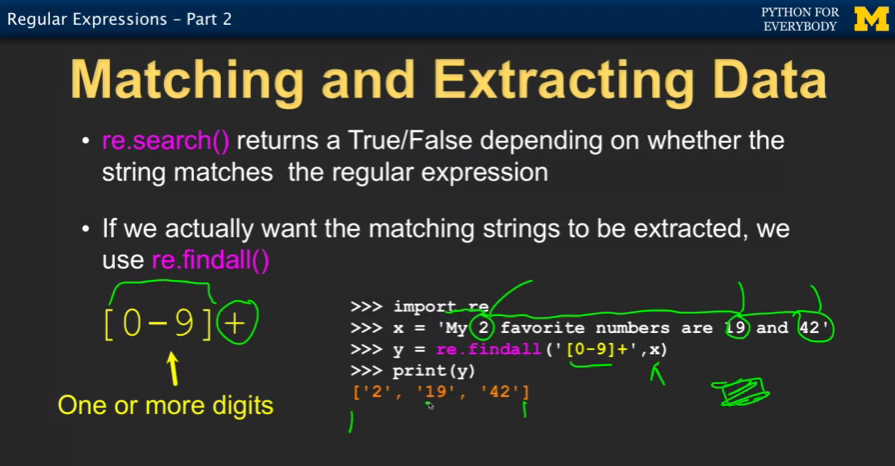 Regular Expressions – Part 2
PYTHON FOR
EVERYBODY
M
Matching and Extracting Data
• re.search() returns a True/False depending on whether the
string matches the regular expression
• If we actually want the matching strings to be extracted, we
use re.findall()
[0-9]+
One or more digits
>>> import re
>>> x = 'My 2 favorite numbers are 19 and 42'
>>> y = re.findall('[0-9]+',x)
>>> print(y)
['2', '19', '42']